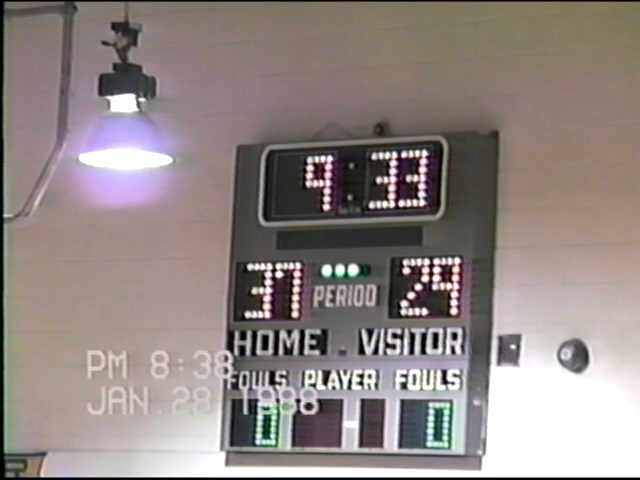 9:33
37 29
PERIOD
HOME VISITOR
FOULS PLAYER FOULS
0 0
PM 8:38
JAN.28 1988